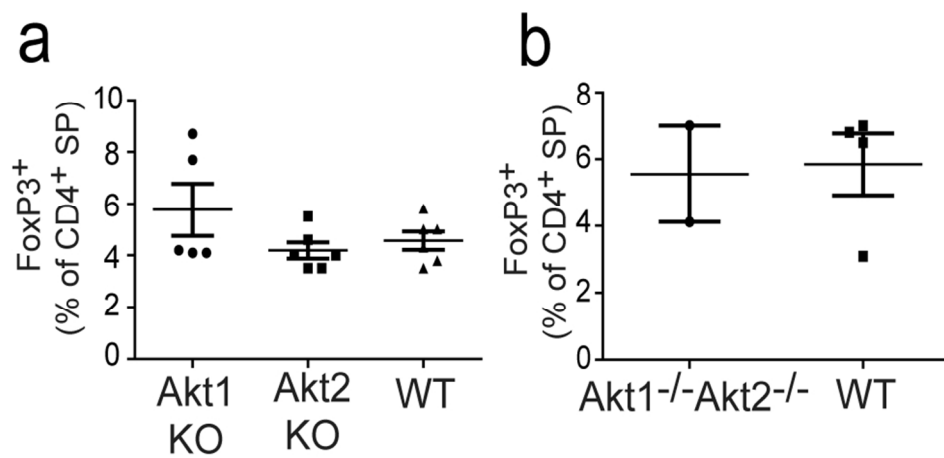 a
FoxP3⁺
(% of CD4⁺ SP)
10
8
6
4
2
0
Akt1
KO
Akt2
KO
WT
b
FoxP3⁺
(% of CD4⁺ SP)
8
6
4
2
0
Akt1⁻/⁻Akt2⁻/⁻
WT